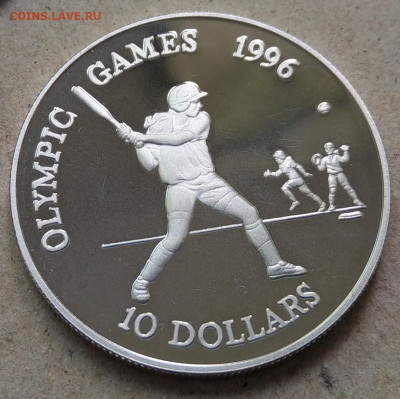 COINS.LAVE.RU
OLYMPIC GAMES 1996
10 DOLLARS